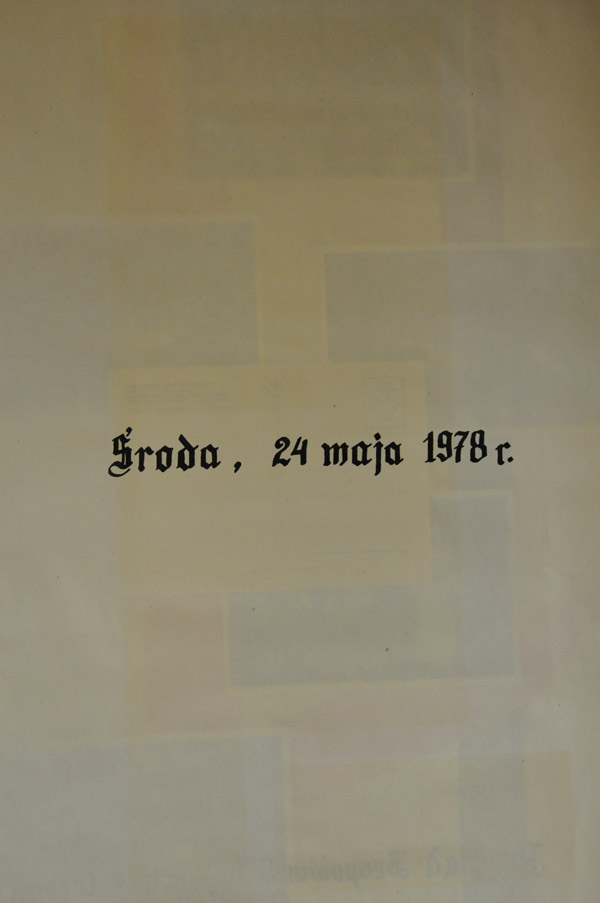 Środa, 24 maja 1978 r.